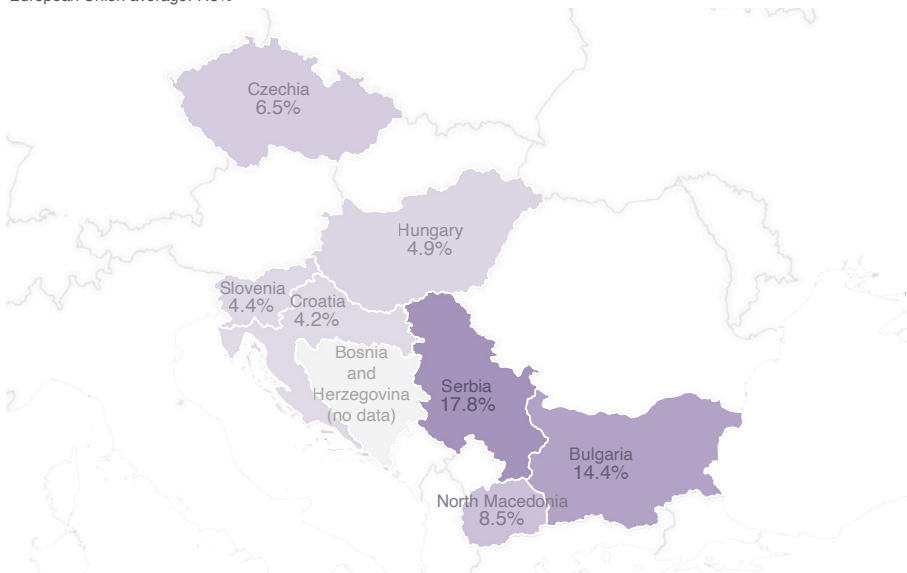 Czechia
6.5%
Hungary
4.9%
Slovenia
4.4%
Croatia
4.2%
Bosnia
and
Herzegovina
(no data)
Serbia
17.8%
Bulgaria
14.4%
North Macedonia
8.5%